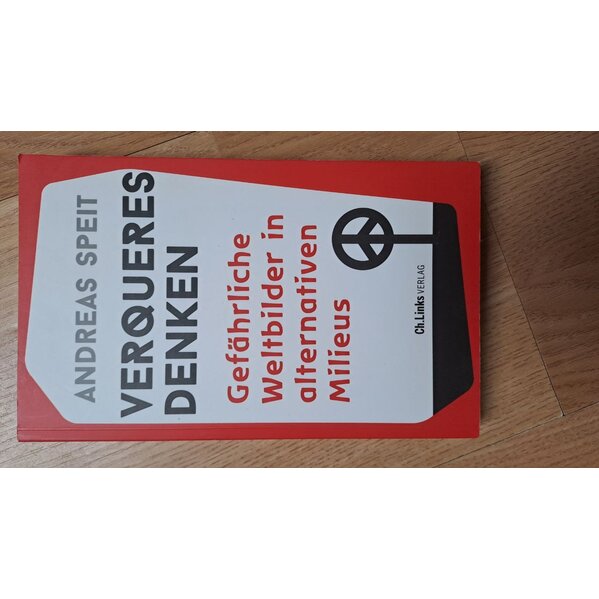 ANDREAS SPEIT
VERQUERES
DENKEN
Gefährliche
Weltbilder in
alternativen
Milieus
Ch.Links VERLAG